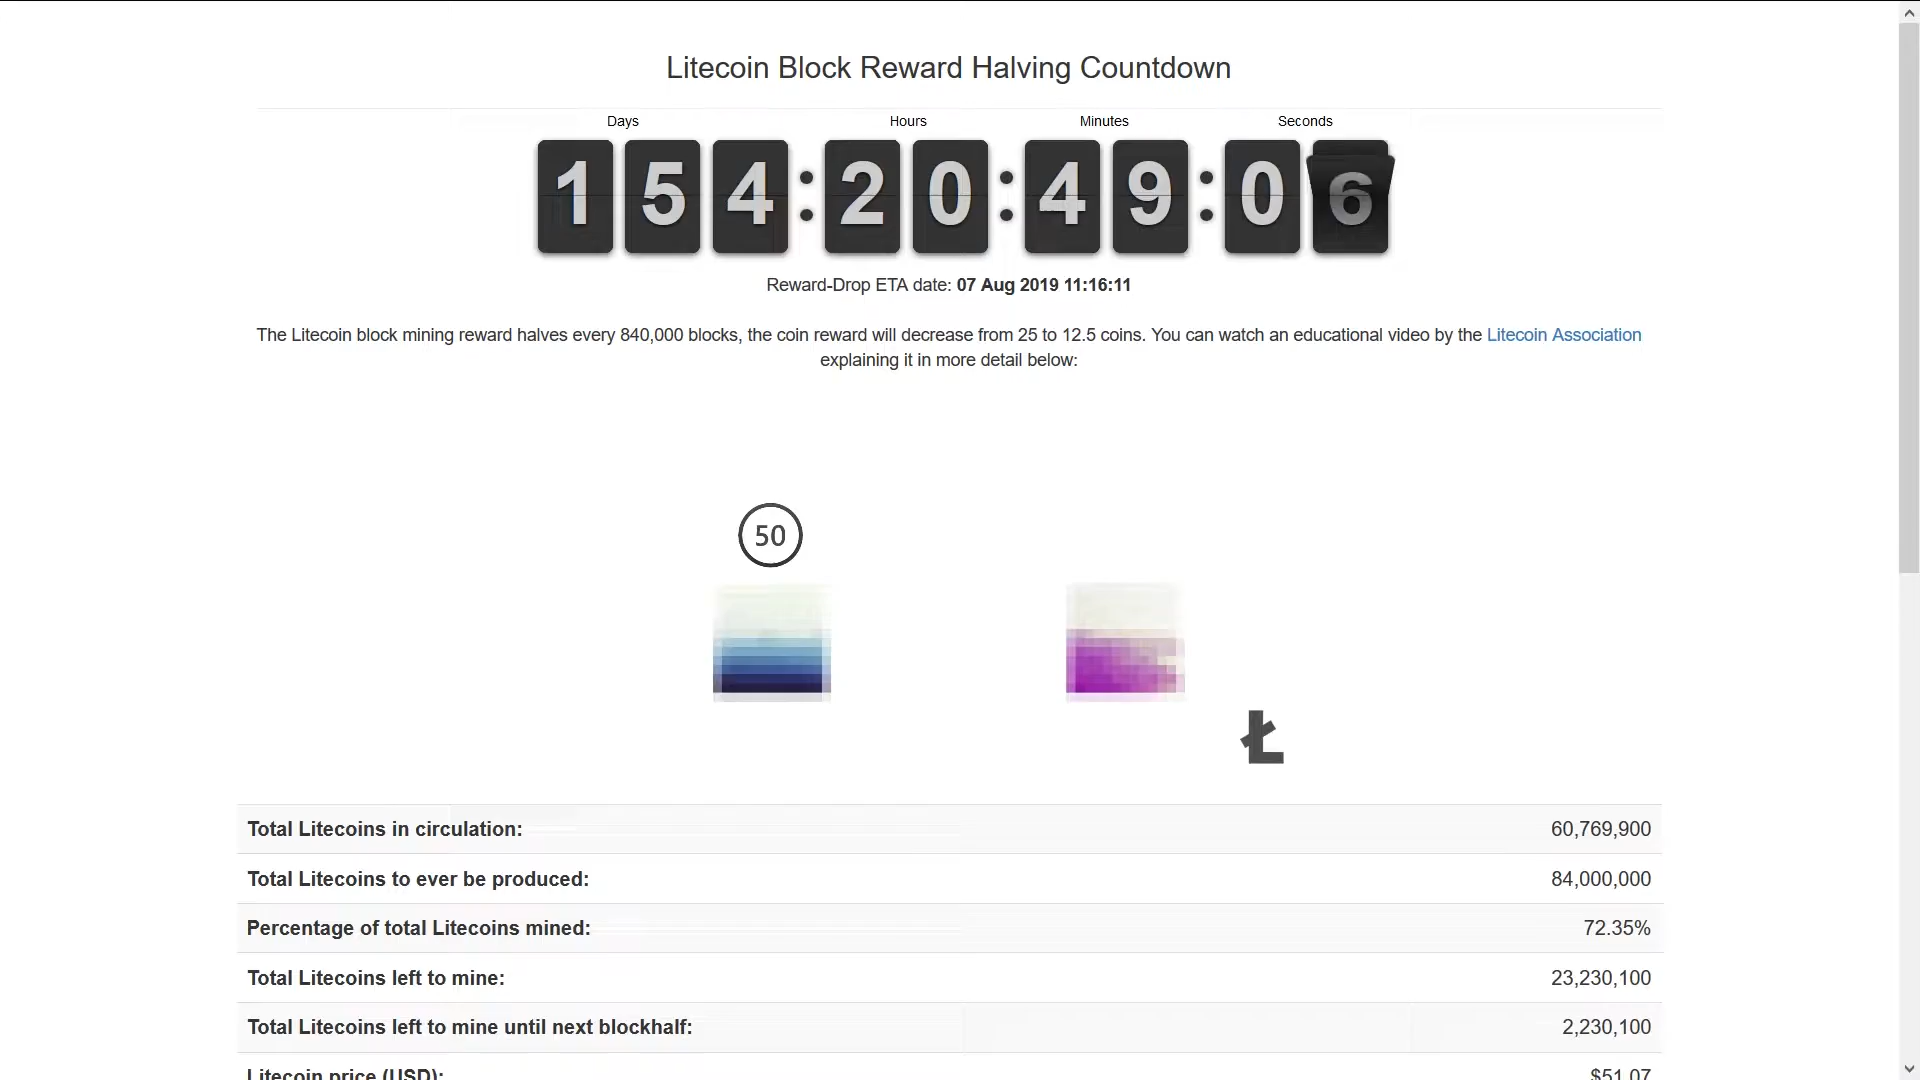 Litecoin Block Reward Halving Countdown
Days Hours Minutes Seconds
154:20:49:06
Reward-Drop ETA date: 07 Aug 2019 11:16:11
The Litecoin block mining reward halves every 840,000 blocks, the coin reward will decrease from 25 to 12.5 coins. You can watch an educational video by the Litecoin Association
explaining it in more detail below:
50
Ł
Total Litecoins in circulation: 60,769,900
Total Litecoins to ever be produced: 84,000,000
Percentage of total Litecoins mined: 72.35%
Total Litecoins left to mine: 23,230,100
Total Litecoins left to mine until next blockhalf: 2,230,100
Litecoin price (USD): $51.07